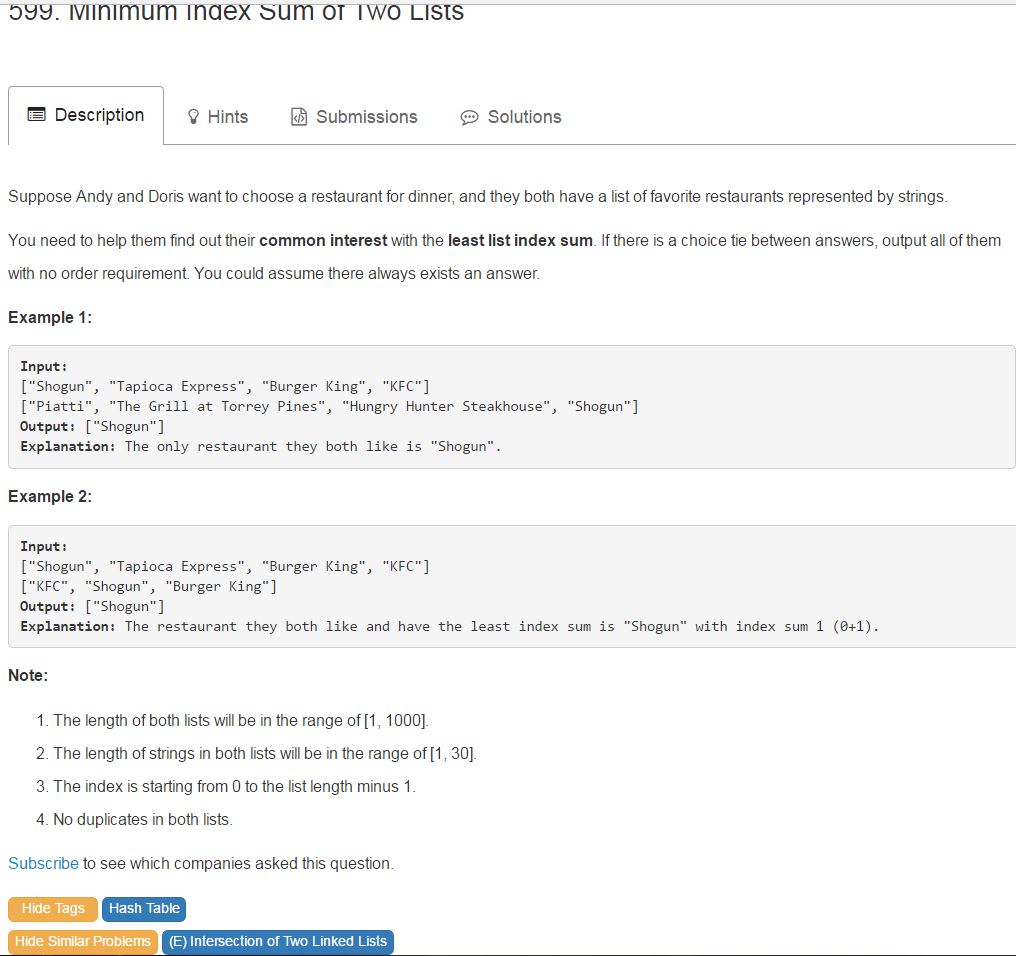 599. Minimum Index Sum of Two Lists
Description
Hints
Submissions
Solutions
Suppose Andy and Doris want to choose a restaurant for dinner, and they both have a list of favorite restaurants represented by strings.
You need to help them find out their common interest with the least list index sum. If there is a choice tie between answers, output all of them
with no order requirement. You could assume there always exists an answer.
Example 1:
Input:
["Shogun", "Tapioca Express", "Burger King", "KFC"]
["Piatti", "The Grill at Torrey Pines", "Hungry Hunter Steakhouse", "Shogun"]
Output: ["Shogun"]
Explanation: The only restaurant they both like is "Shogun".
Example 2:
Input:
["Shogun", "Tapioca Express", "Burger King", "KFC"]
["KFC", "Shogun", "Burger King"]
Output: ["Shogun"]
Explanation: The restaurant they both like and have the least index sum is "Shogun" with index sum 1 (0+1).
Note:
1. The length of both lists will be in the range of [1, 1000].
2. The length of strings in both lists will be in the range of [1, 30].
3. The index is starting from 0 to the list length minus 1.
4. No duplicates in both lists.
Subscribe to see which companies asked this question.
Hide Tags Hash Table
Hide Similar Problems (E) Intersection of Two Linked Lists